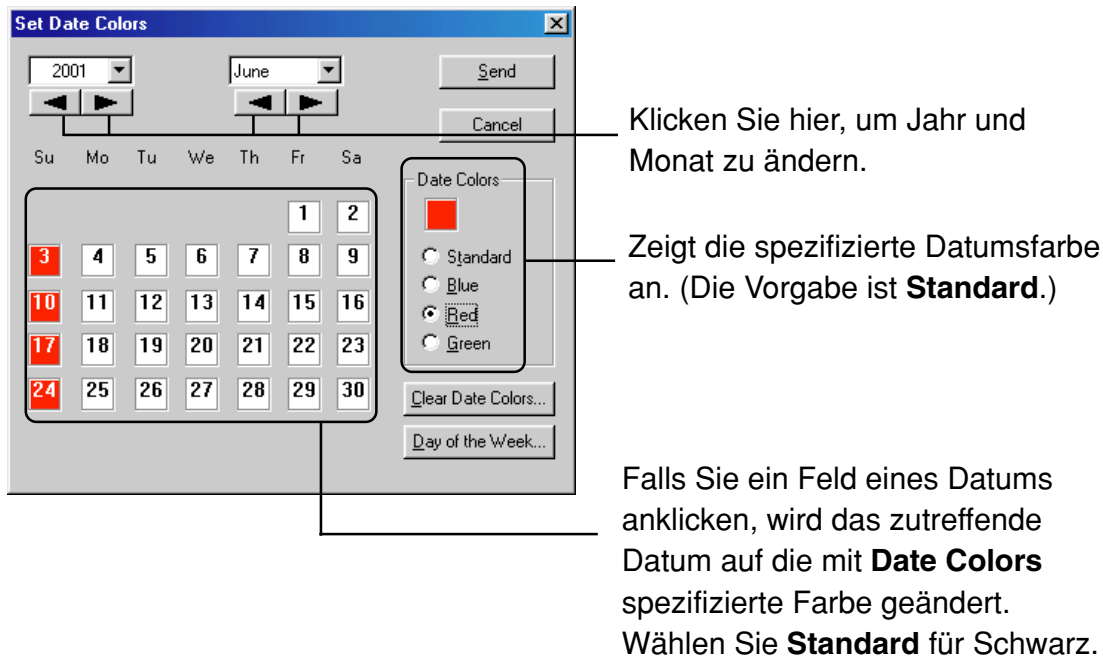 Set Date Colors
2001 June Send
Cancel
Su Mo Tu We Th Fr Sa
1 2
3 4 5 6 7 8 9
10 11 12 13 14 15 16
17 18 19 20 21 22 23
24 25 26 27 28 29 30
Date Colors
Standard
Blue
Red
Green
Clear Date Colors...
Day of the Week...
Klicken Sie hier, um Jahr und
Monat zu ändern.
Zeigt die spezifizierte Datumsfarbe
an. (Die Vorgabe ist Standard.)
Falls Sie ein Feld eines Datums
anklicken, wird das zutreffende
Datum auf die mit Date Colors
spezifizierte Farbe geändert.
Wählen Sie Standard für Schwarz.